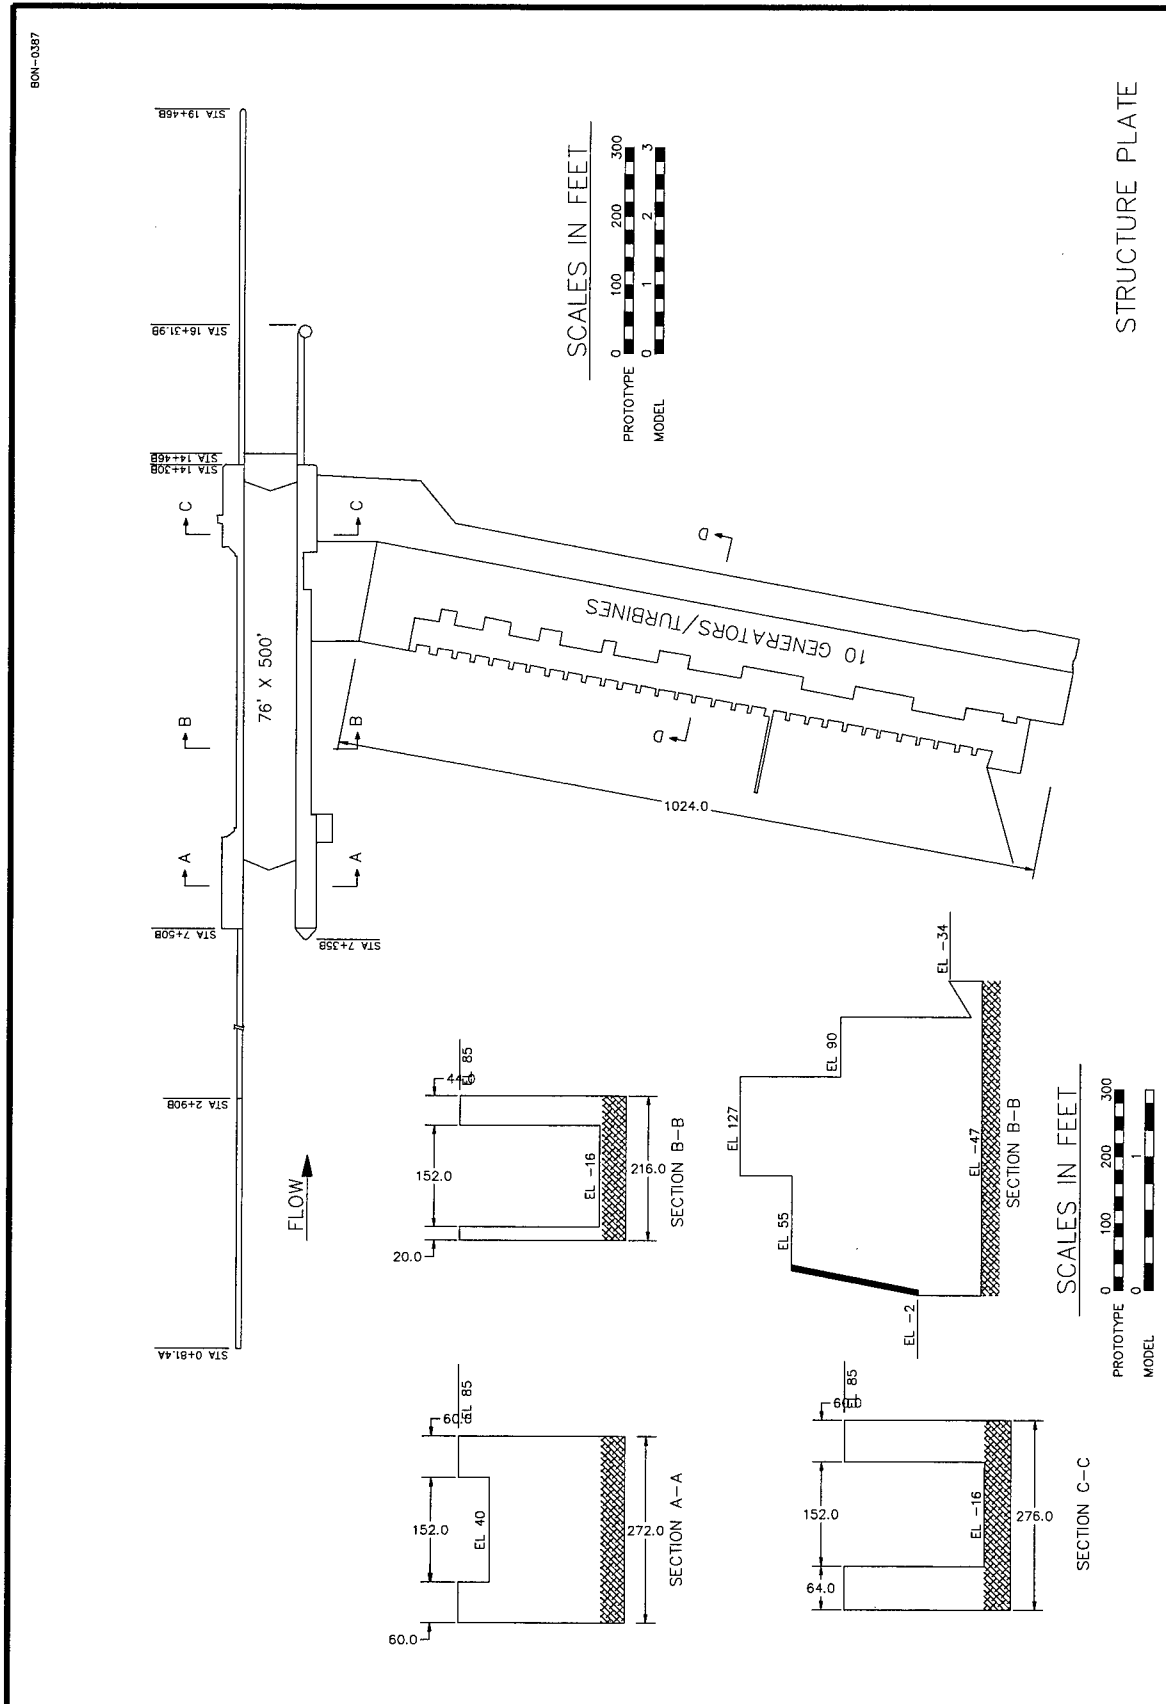 BON-0387
STA 19+46B
STA 16+31.9B
STA 14+46B
STA 14+30B
STA 7+50B
STA 7+35B
STA 2+90B
STA 0+81.4A
C
C
B
B
A
A
D
D
76' X 500'
10 GENERATORS/TURBINES
1024.0
FLOW
SCALES IN FEET
PROTOTYPE 0 100 200 300
MODEL 0 1 2 3
STRUCTURE PLATE
60.0
152.0
60.0
EL 85
EL 40
272.0
SECTION A-A
20.0
152.0
44.0
EL 85
EL -16
216.0
SECTION B-B
64.0
152.0
60.0
EL 85
EL -16
276.0
SECTION C-C
EL -2
EL 55
EL 127
EL 90
EL -34
EL -47
SECTION B-B
SCALES IN FEET
PROTOTYPE 0 100 200 300
MODEL 0 1